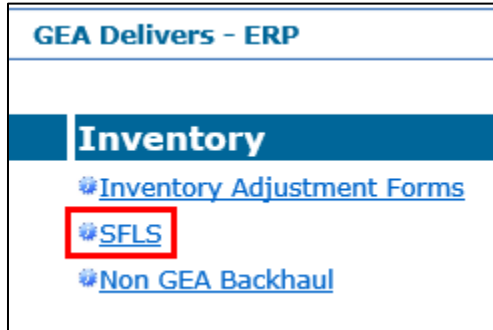 GEA Delivers - ERP
Inventory
Inventory Adjustment Forms
SFLS
Non GEA Backhaul